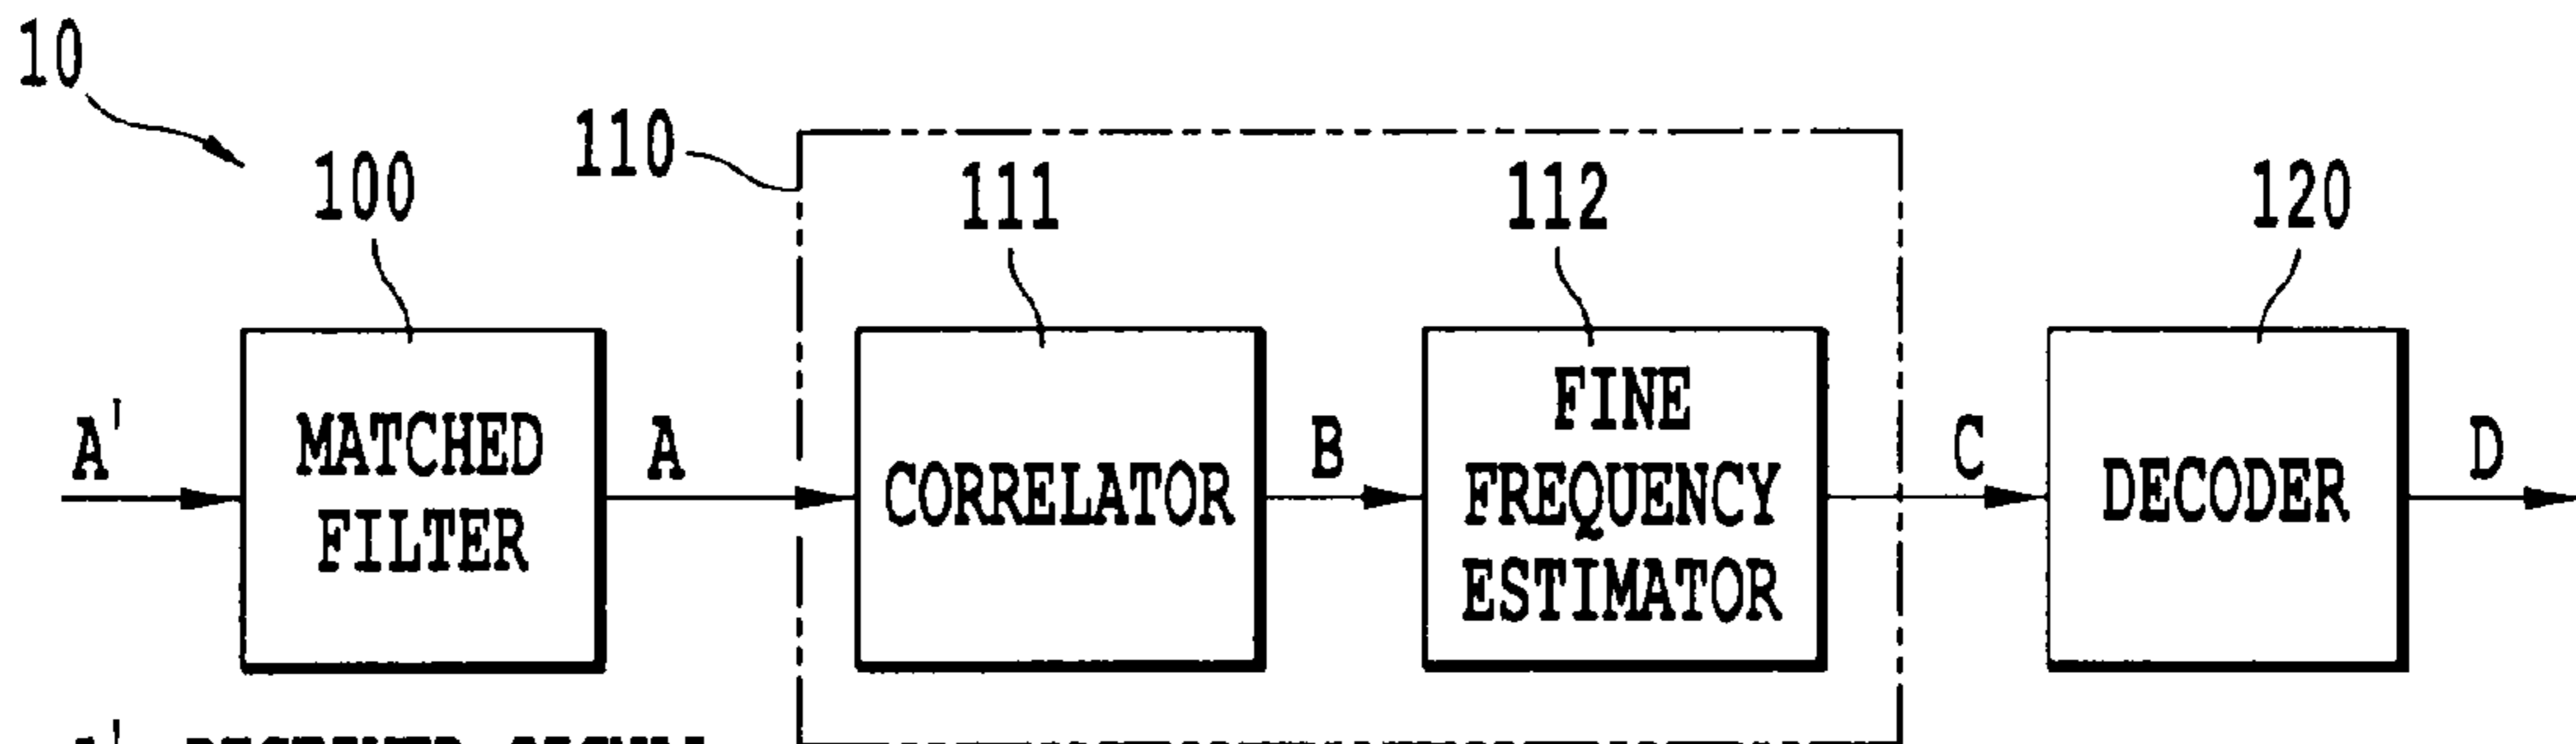 10
110
100
111
112
120
A'
MATCHED
FILTER
A
CORRELATOR
B
FINE
FREQUENCY
ESTIMATOR
C
DECODER
D